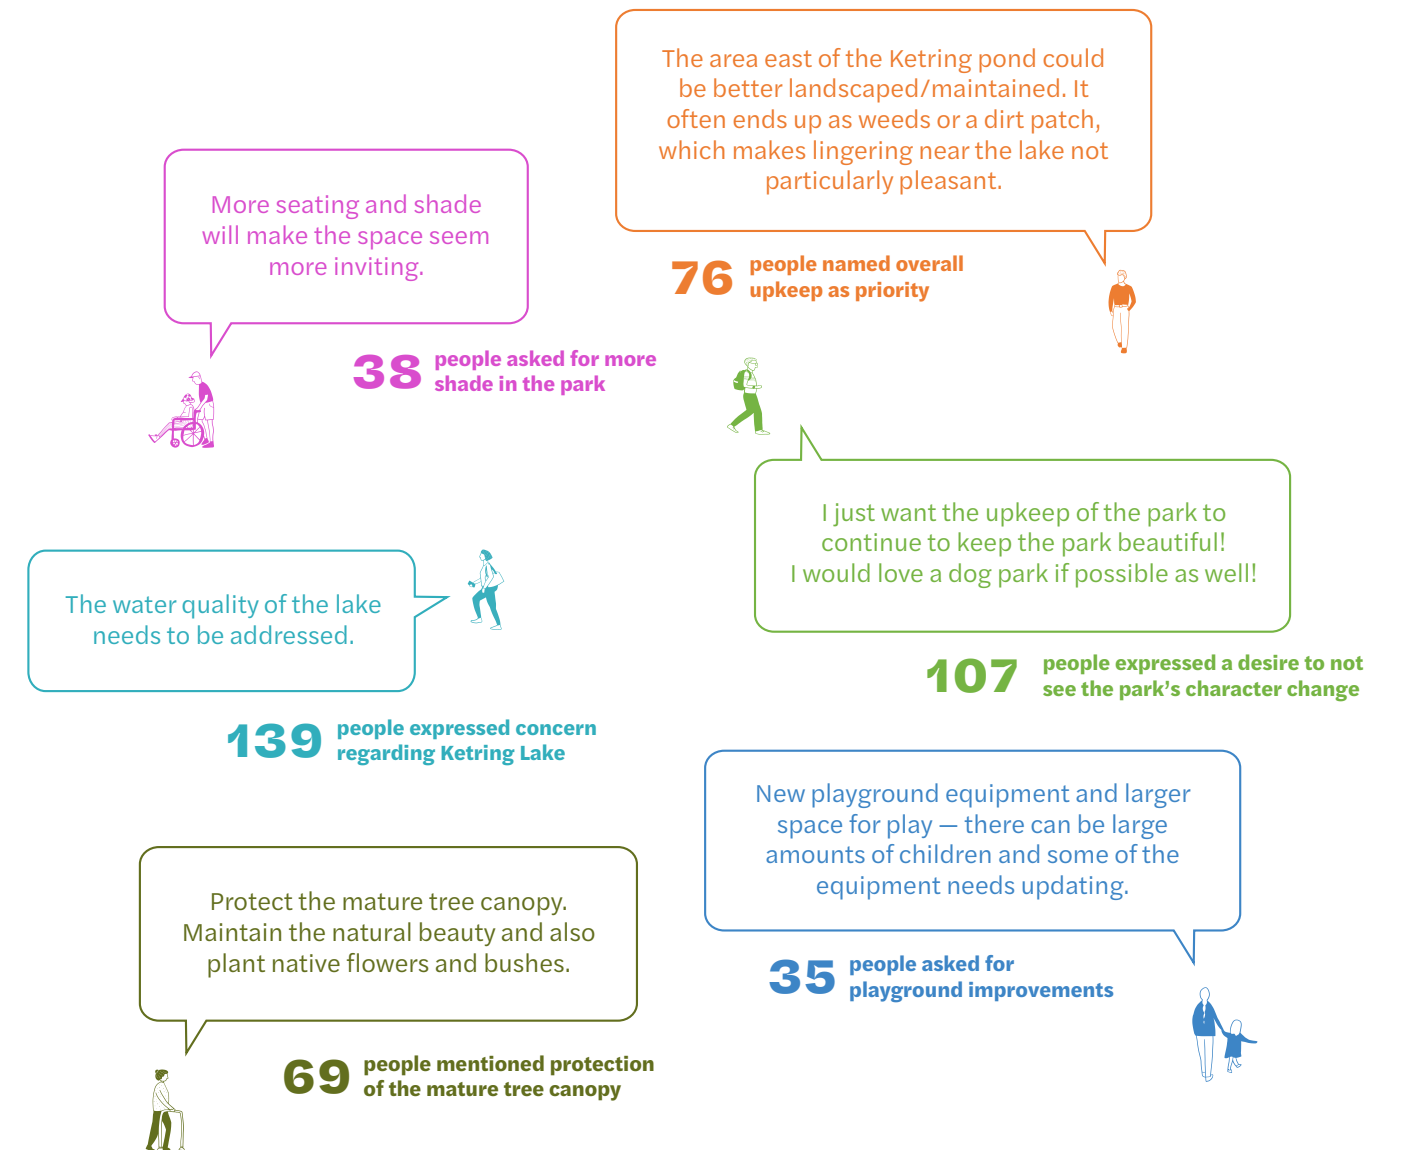 The area east of the Ketring pond could
be better landscaped/maintained. It
often ends up as weeds or a dirt patch,
which makes lingering near the lake not
particularly pleasant.
76
people named overall
upkeep as priority
More seating and shade
will make the space seem
more inviting.
38
people asked for more
shade in the park
I just want the upkeep of the park to
continue to keep the park beautiful!
I would love a dog park if possible as well!
107
people expressed a desire to not
see the park’s character change
The water quality of the lake
needs to be addressed.
139
people expressed concern
regarding Ketring Lake
New playground equipment and larger
space for play — there can be large
amounts of children and some of the
equipment needs updating.
35
people asked for
playground improvements
Protect the mature tree canopy.
Maintain the natural beauty and also
plant native flowers and bushes.
69
people mentioned protection
of the mature tree canopy